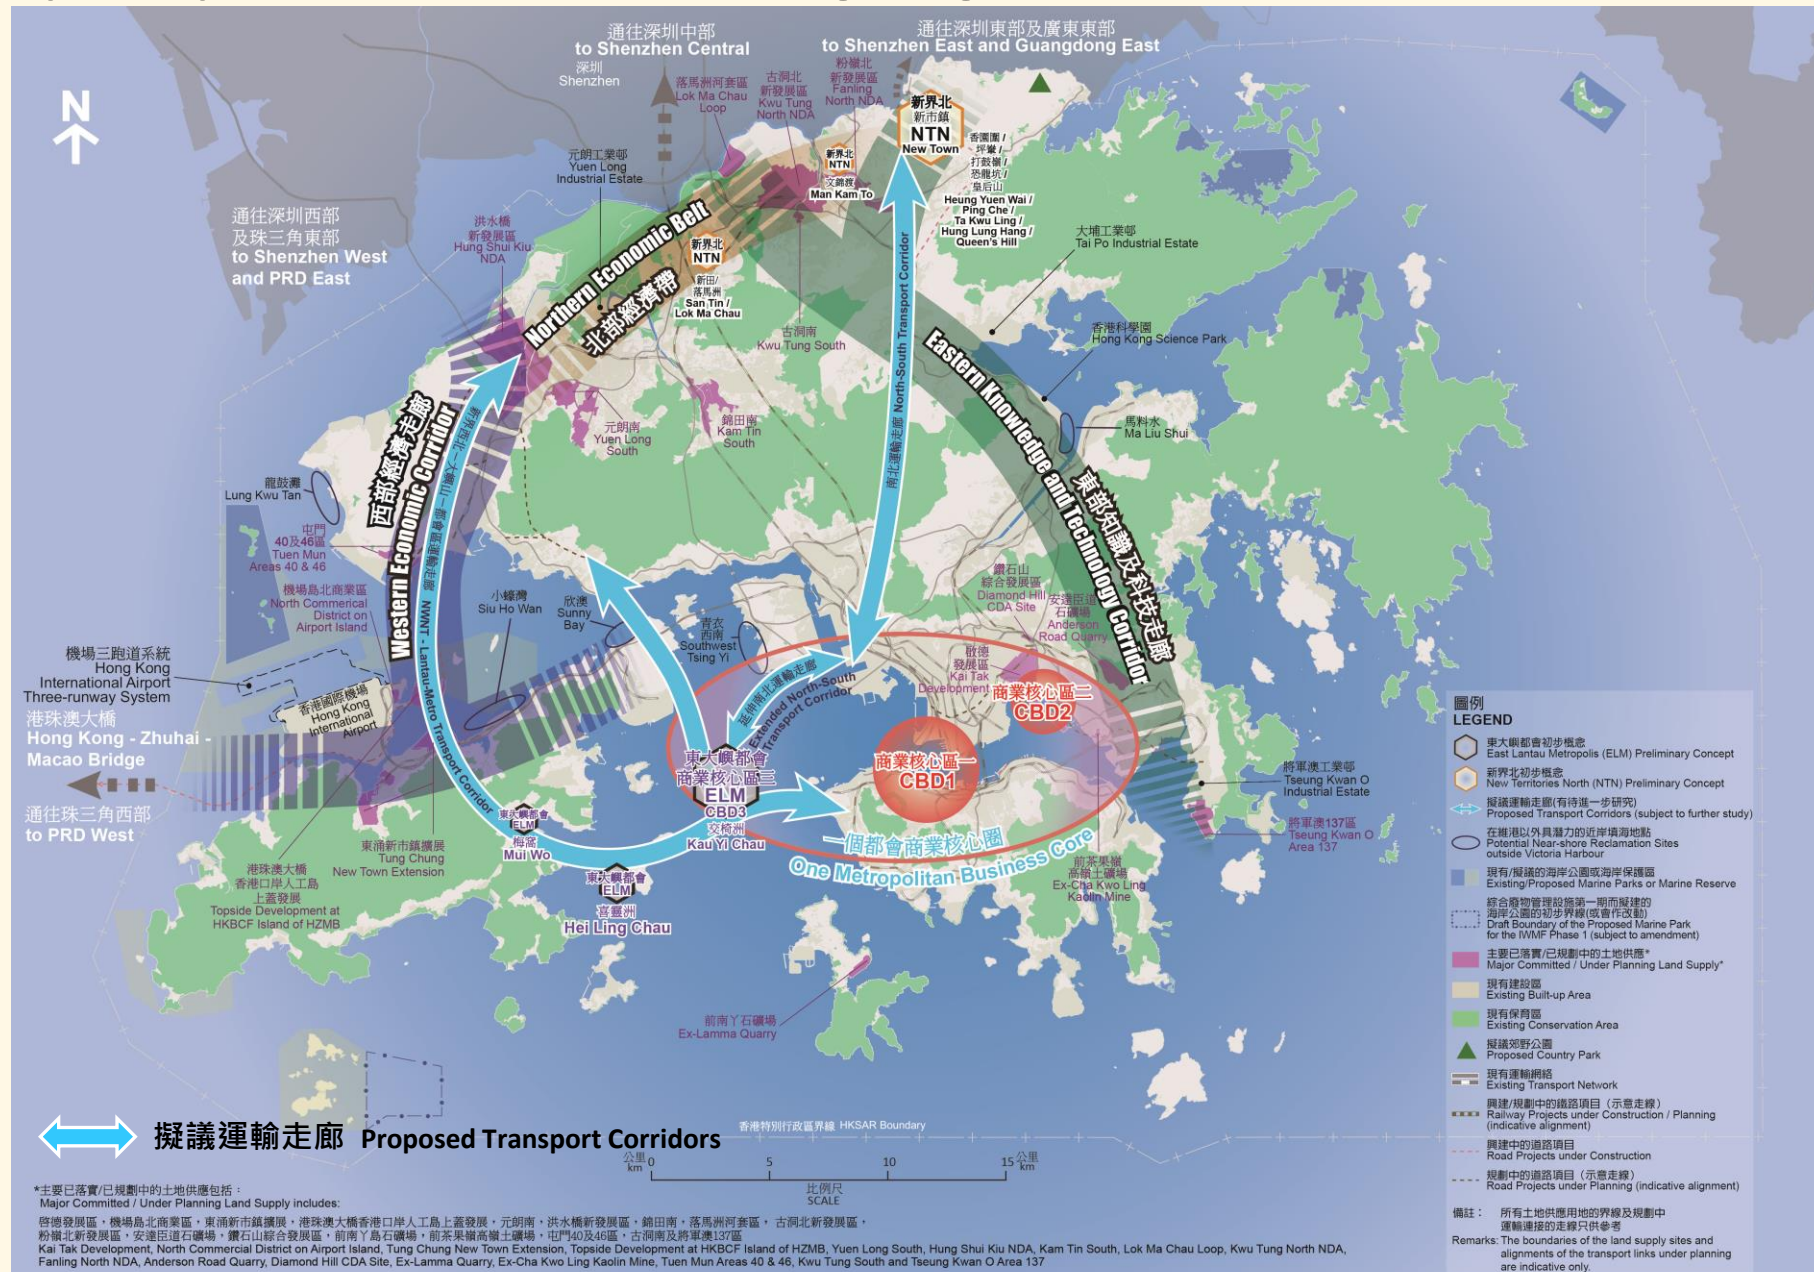 通往深圳中部
to Shenzhen Central
深圳
Shenzhen
通往深圳東部及廣東東部
to Shenzhen East and Guangdong East
N
落馬洲河套區
Lok Ma Chau
Loop
古洞北
新發展區
Kwu Tung
North NDA
粉嶺北
新發展區
Fanling
North NDA
新界北
新市鎮
NTN
New Town
香園圍 /
坪輋 /
打鼓嶺 /
恐龍坑 /
皇后山
Heung Yuen Wai /
Ping Che /
Ta Kwu Ling /
Hung Lung Hang /
Queen's Hill
新界北
NTN
文錦渡
Man Kam To
元朗工業邨
Yuen Long
Industrial Estate
通往深圳西部
及珠三角東部
to Shenzhen West
and PRD East
洪水橋
新發展區
Hung Shui Kiu
NDA
Northern Economic Belt
北部經濟帶
新界北
NTN
新田/
落馬洲
San Tin /
Lok Ma Chau
古洞南
Kwu Tung South
大埔工業邨
Tai Po Industrial Estate
香港科學園
Hong Kong Science Park
馬料水
Ma Liu Shui
南北運輸走廊 North-South Transport Corridor
Eastern Knowledge and Technology Corridor
東部知識及科技走廊
元朗南
Yuen Long
South
錦田南
Kam Tin
South
西部經濟走廊
Western Economic Corridor
新界西北－大嶼山－都會區運輸走廊 NWNT - Lantau-Metro Transport Corridor
龍鼓灘
Lung Kwu Tan
屯門
40及46區
Tuen Mun
Areas 40 & 46
機場島北商業區
North Commerical
District on
Airport Island
小蠔灣
Siu Ho Wan
欣澳
Sunny
Bay
青衣
西南
Southwest
Tsing Yi
鑽石山
綜合發展區
Diamond Hill
CDA Site
安達臣道
石礦場
Anderson
Road Quarry
啟德
發展區
Kai Tak
Development
機場三跑道系統
Hong Kong
International Airport
Three-runway System
香港國際機場
Hong Kong
International
Airport
港珠澳大橋
Hong Kong - Zhuhai -
Macao Bridge
通往珠三角西部
to PRD West
延伸南北運輸走廊
Extended North-South
Transport Corridor
商業核心區二
CBD2
商業核心區一
CBD1
東大嶼都會
商業核心區三
ELM
CBD3
交椅洲
Kau Yi Chau
一個都會商業核心圈
One Metropolitan Business Core
東大嶼都會
ELM
梅窩
Mui Wo
東大嶼都會
ELM
喜靈洲
Hei Ling Chau
東涌新市鎮擴展
Tung Chung
New Town Extension
港珠澳大橋
香港口岸人工島
上蓋發展
Topside Development at
HKBCF Island of HZMB
前茶果嶺
高嶺土礦場
Ex-Cha Kwo Ling
Kaolin Mine
將軍澳工業邨
Tseung Kwan O
Industrial Estate
將軍澳137區
Tseung Kwan O
Area 137
前南丫石礦場
Ex-Lamma Quarry
圖例
LEGEND
東大嶼都會初步概念
East Lantau Metropolis (ELM) Preliminary Concept
新界北初步概念
New Territories North (NTN) Preliminary Concept
擬議運輸走廊(有待進一步研究)
Proposed Transport Corridors (subject to further study)
在維港以外具潛力的近岸填海地點
Potential Near-shore Reclamation Sites
outside Victoria Harbour
現有/擬議的海岸公園或海岸保護區
Existing/Proposed Marine Parks or Marine Reserve
綜合廢物管理設施第一期而擬建的
海岸公園的初步界線(或會作改動)
Draft Boundary of the Proposed Marine Park
for the IWMF Phase 1 (subject to amendment)
主要已落實/已規劃中的土地供應*
Major Committed / Under Planning Land Supply*
現有建設區
Existing Built-up Area
現有保育區
Existing Conservation Area
擬議郊野公園
Proposed Country Park
現有運輸網絡
Existing Transport Network
興建/規劃中的鐵路項目（示意走線）
Railway Projects under Construction / Planning
(indicative alignment)
興建中的道路項目
Road Projects under Construction
規劃中的道路項目（示意走線）
Road Projects under Planning (indicative alignment)
備註： 所有土地供應用地的界線及規劃中
運輸連接的走線只供參考
Remarks: The boundaries of the land supply sites and
alignments of the transport links under planning
are indicative only.
擬議運輸走廊 Proposed Transport Corridors
香港特別行政區界線 HKSAR Boundary
公里
km 0 5 10 15 公里
km
比例尺
SCALE
*主要已落實/已規劃中的土地供應包括：
Major Committed / Under Planning Land Supply includes:
啓德發展區，機場島北商業區，東涌新市鎮擴展，港珠澳大橋香港口岸人工島上蓋發展，元朗南，洪水橋新發展區，錦田南，落馬洲河套區， 古洞北新發展區，
粉嶺北新發展區，安達臣道石礦場，鑽石山綜合發展區，前南丫島石礦場，前茶果嶺高嶺土礦場，屯門40及46區，古洞南及將軍澳137區
Kai Tak Development, North Commercial District on Airport Island, Tung Chung New Town Extension, Topside Development at HKBCF Island of HZMB, Yuen Long South, Hung Shui Kiu NDA, Kam Tin South, Lok Ma Chau Loop, Kwu Tung North NDA,
Fanling North NDA, Anderson Road Quarry, Diamond Hill CDA Site, Ex-Lamma Quarry, Ex-Cha Kwo Ling Kaolin Mine, Tuen Mun Areas 40 & 46, Kwu Tung South and Tseung Kwan O Area 137